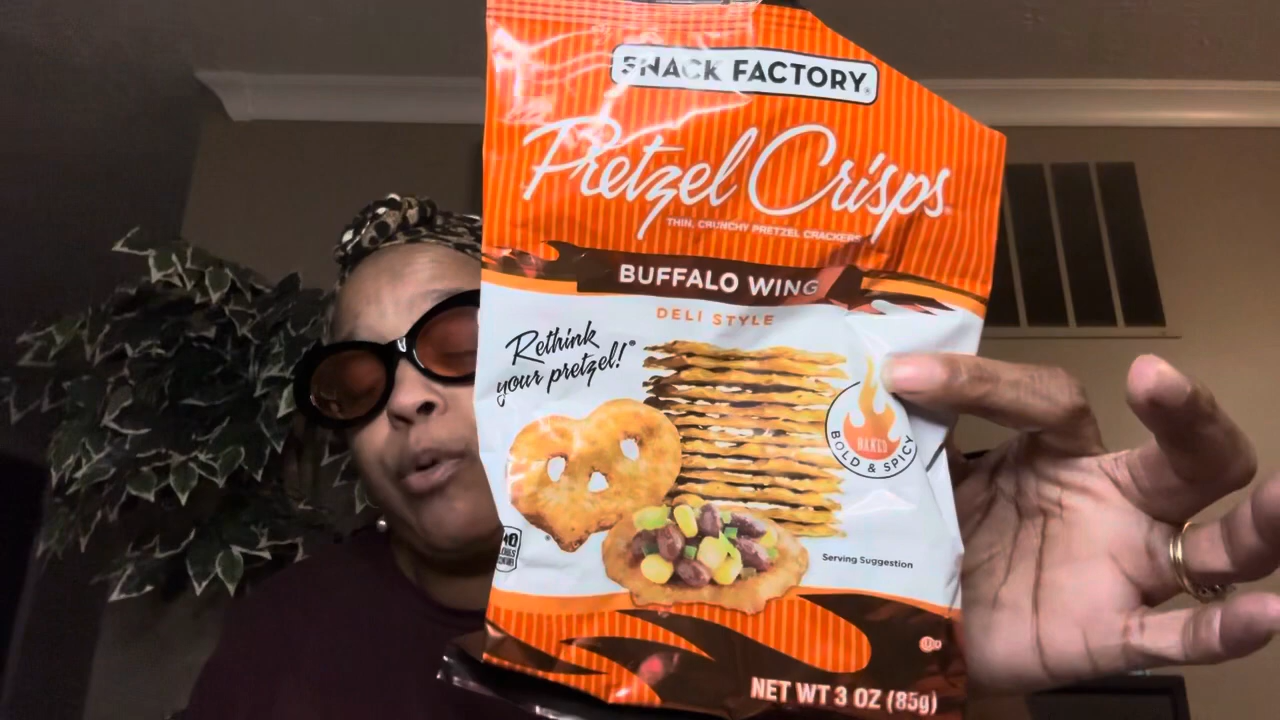 SNACK FACTORY®
Pretzel Crisps®
THIN, CRUNCHY PRETZEL CRACKERS
BUFFALO WING
DELI STYLE
Rethink
your pretzel!®
BAKED
BOLD & SPICY
Serving Suggestion
NET WT 3 OZ (85g)